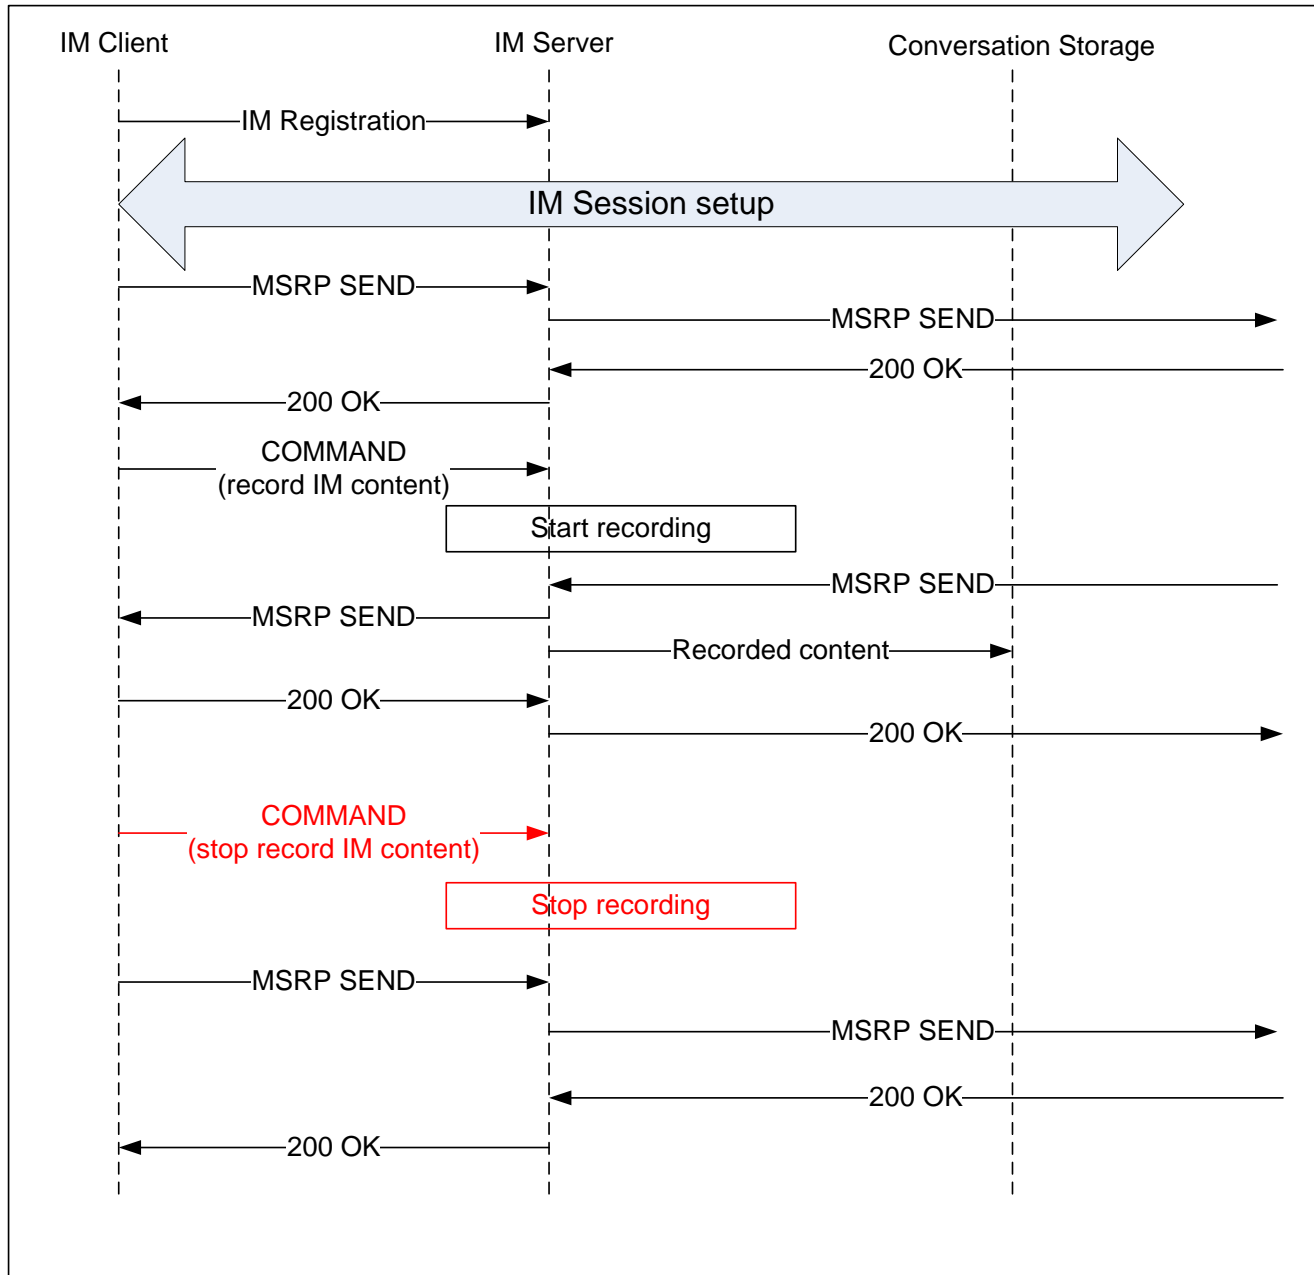 IM Client
IM Server
Conversation Storage
IM Registration
IM Session setup
MSRP SEND
MSRP SEND
200 OK
200 OK
COMMAND
(record IM content)
Start recording
MSRP SEND
MSRP SEND
Recorded content
200 OK
200 OK
COMMAND
(stop record IM content)
Stop recording
MSRP SEND
MSRP SEND
200 OK
200 OK